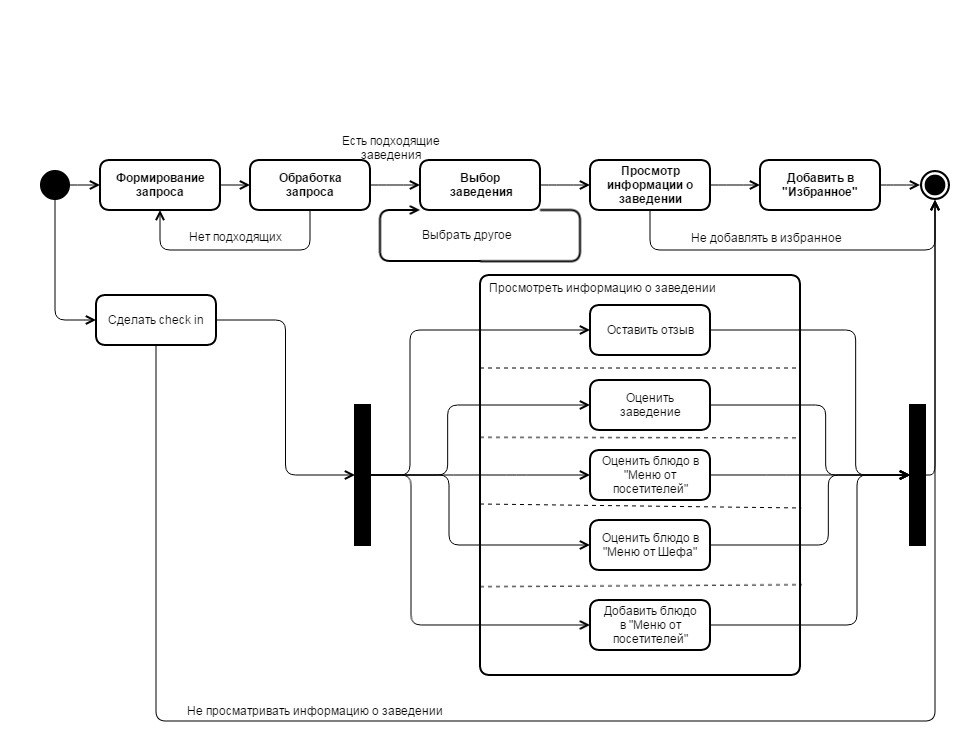 Есть подходящие
заведения
Формирование
запроса
Обработка
запроса
Выбор
заведения
Просмотр
информации о
заведении
Добавить в
"Избранное"
Нет подходящих
Выбрать другое
Не добавлять в избранное
Просмотреть информацию о заведении
Сделать check in
Оставить отзыв
Оценить
заведение
Оценить блюдо в
"Меню от
посетителей"
Оценить блюдо в
"Меню от Шефа"
Добавить блюдо
в "Меню от
посетителей"
Не просматривать информацию о заведении